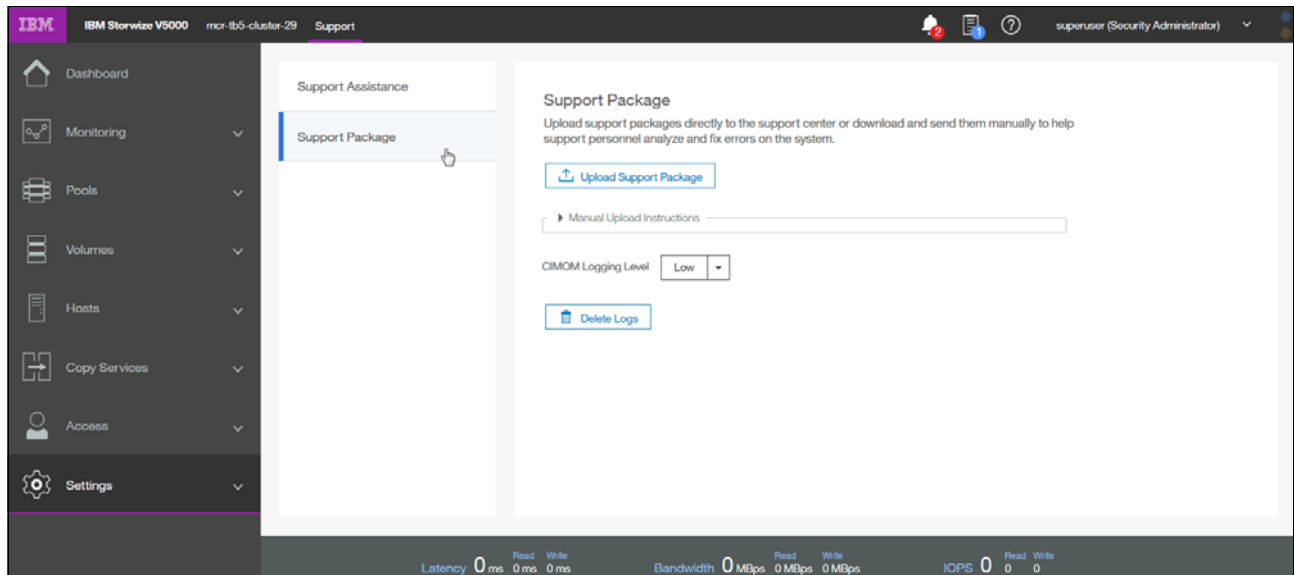 IBM
IBM Storwize V5000 mcr-tb5-cluster-29 Support
2
1
?
superuser (Security Administrator)
Dashboard
Monitoring
Pools
Volumes
Hosts
Copy Services
Access
Settings
Support Assistance
Support Package
Support Package
Upload support packages directly to the support center or download and send them manually to help
support personnel analyze and fix errors on the system.
Upload Support Package
Manual Upload Instructions
CIMOM Logging Level Low
Delete Logs
Read Write Read Write Read Write
Latency 0 ms 0 ms 0 ms Bandwidth 0 MBps 0 MBps 0 MBps IOPS 0 0 0